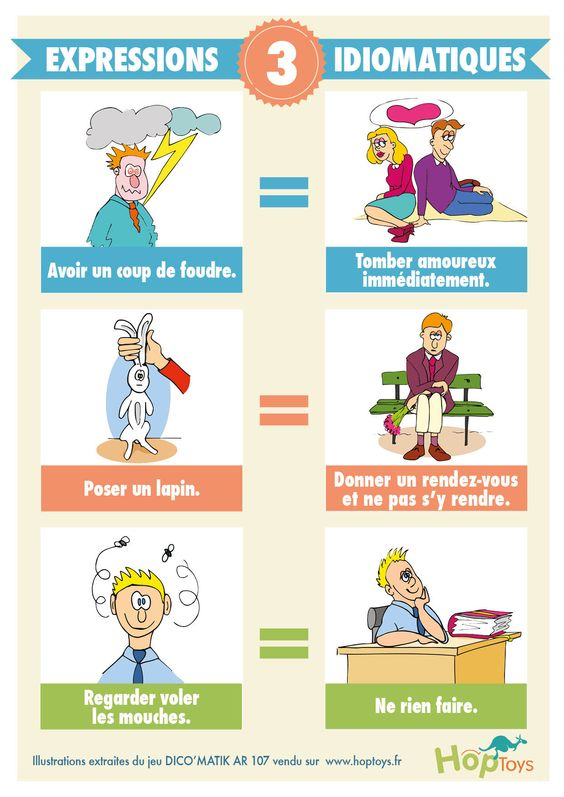 EXPRESSIONS 3 IDIOMATIQUES
Avoir un coup de foudre.
Tomber amoureux
immédiatement.
Poser un lapin.
Donner un rendez-vous
et ne pas s’y rendre.
Regarder voler
les mouches.
Ne rien faire.
Illustrations extraites du jeu DICO’MATIK AR 107 vendu sur www.hoptoys.fr
HopToys